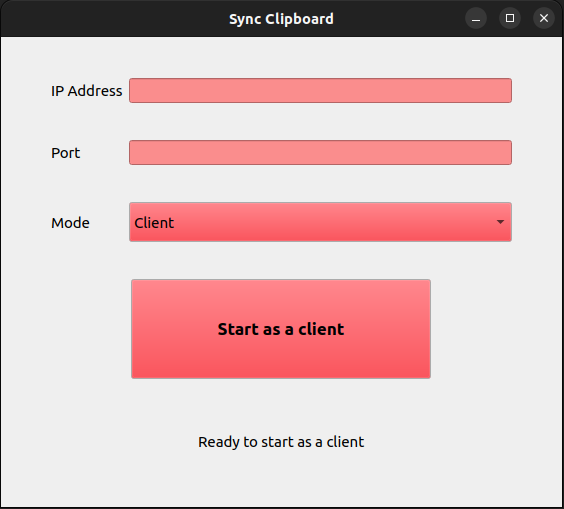 Sync Clipboard
IP Address
Port
Mode
Client
Start as a client
Ready to start as a client